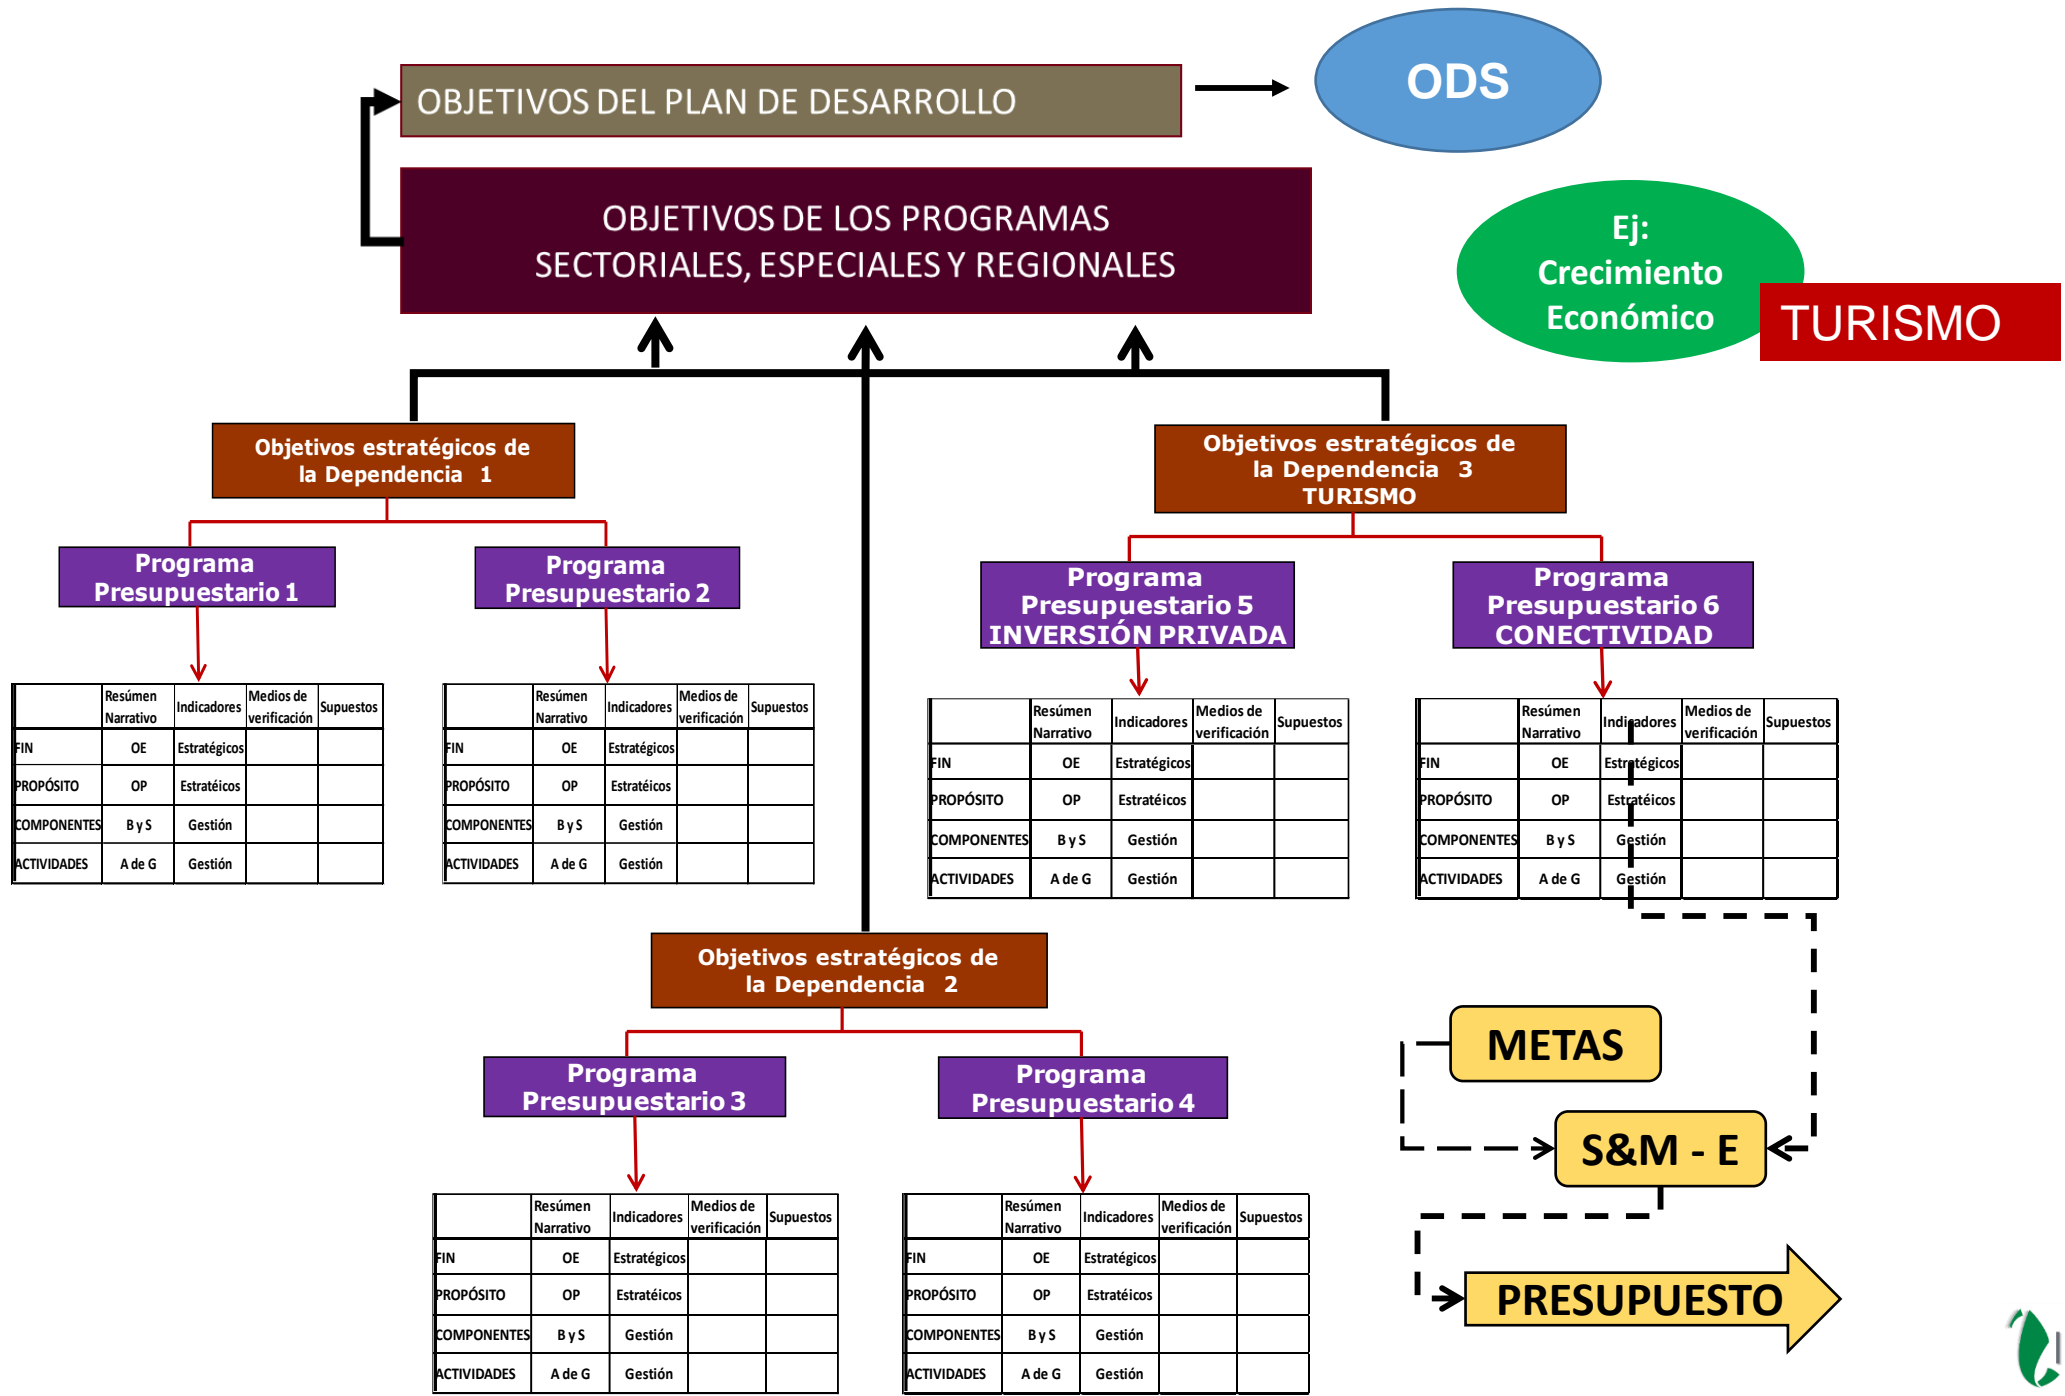 OBJETIVOS DEL PLAN DE DESARROLLO
ODS
OBJETIVOS DE LOS PROGRAMAS
SECTORIALES, ESPECIALES Y REGIONALES
Ej:
Crecimiento
Económico
TURISMO
Objetivos estratégicos de
la Dependencia 1
Objetivos estratégicos de
la Dependencia 3
TURISMO
Programa
Presupuestario 1
Programa
Presupuestario 2
Programa
Presupuestario 5
INVERSIÓN PRIVADA
Programa
Presupuestario 6
CONECTIVIDAD
Resúmen Narrativo Indicadores Medios de verificación Supuestos
FIN OE Estratégicos
PROPÓSITO OP Estratéicos
COMPONENTES B y S Gestión
ACTIVIDADES A de G Gestión
Resúmen Narrativo Indicadores Medios de verificación Supuestos
FIN OE Estratégicos
PROPÓSITO OP Estratéicos
COMPONENTES B y S Gestión
ACTIVIDADES A de G Gestión
Resúmen Narrativo Indicadores Medios de verificación Supuestos
FIN OE Estratégicos
PROPÓSITO OP Estratéicos
COMPONENTES B y S Gestión
ACTIVIDADES A de G Gestión
Resúmen Narrativo Indicadores Medios de verificación Supuestos
FIN OE Estratégicos
PROPÓSITO OP Estratéicos
COMPONENTES B y S Gestión
ACTIVIDADES A de G Gestión
Objetivos estratégicos de
la Dependencia 2
Programa
Presupuestario 3
Programa
Presupuestario 4
Resúmen Narrativo Indicadores Medios de verificación Supuestos
FIN OE Estratégicos
PROPÓSITO OP Estratéicos
COMPONENTES B y S Gestión
ACTIVIDADES A de G Gestión
Resúmen Narrativo Indicadores Medios de verificación Supuestos
FIN OE Estratégicos
PROPÓSITO OP Estratéicos
COMPONENTES B y S Gestión
ACTIVIDADES A de G Gestión
METAS
S&M - E
PRESUPUESTO